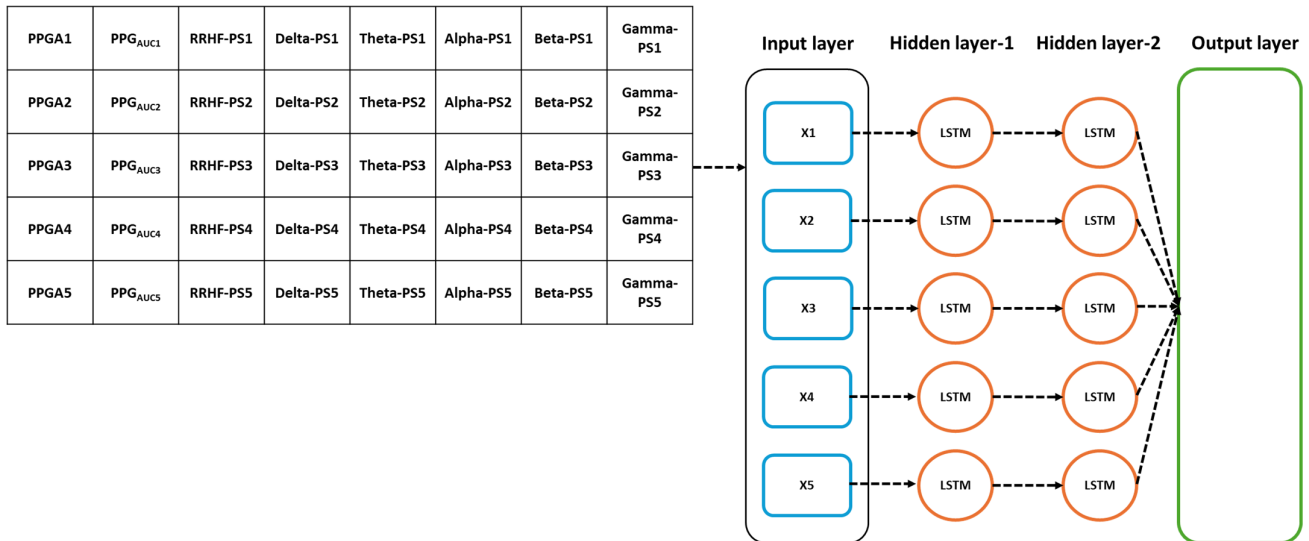 PPGA1 PPGAUC1 RRHF-PS1 Delta-PS1 Theta-PS1 Alpha-PS1 Beta-PS1 Gamma-
PS1
PPGA2 PPGAUC2 RRHF-PS2 Delta-PS2 Theta-PS2 Alpha-PS2 Beta-PS2 Gamma-
PS2
PPGA3 PPGAUC3 RRHF-PS3 Delta-PS3 Theta-PS3 Alpha-PS3 Beta-PS3 Gamma-
PS3
PPGA4 PPGAUC4 RRHF-PS4 Delta-PS4 Theta-PS4 Alpha-PS4 Beta-PS4 Gamma-
PS4
PPGA5 PPGAUC5 RRHF-PS5 Delta-PS5 Theta-PS5 Alpha-PS5 Beta-PS5 Gamma-
PS5
Input layer Hidden layer-1 Hidden layer-2 Output layer
X1 LSTM LSTM
X2 LSTM LSTM
X3 LSTM LSTM
X4 LSTM LSTM
X5 LSTM LSTM